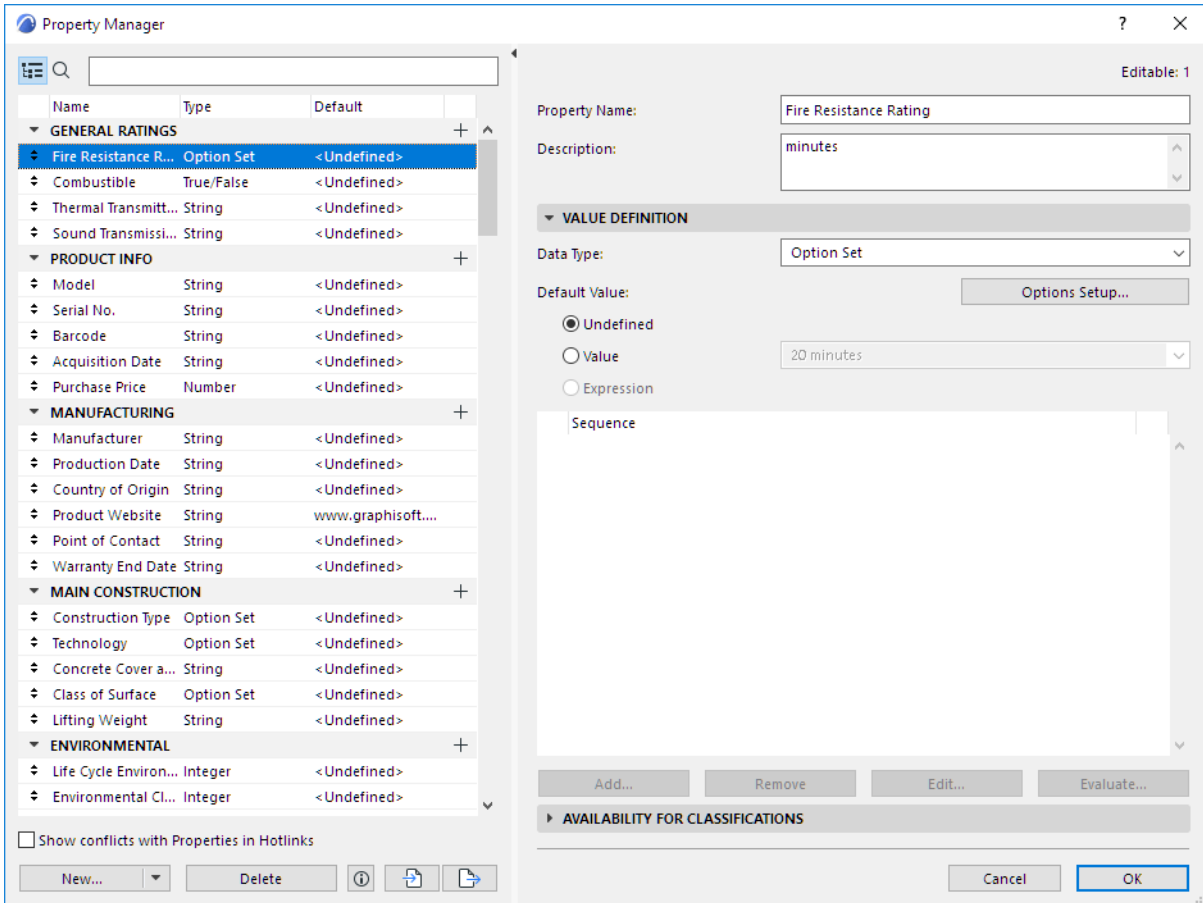 Property Manager
?
Editable: 1
Name Type Default
GENERAL RATINGS
Fire Resistance R... Option Set <Undefined>
Combustible True/False <Undefined>
Thermal Transmitt... String <Undefined>
Sound Transmissi... String <Undefined>
PRODUCT INFO
Model String <Undefined>
Serial No. String <Undefined>
Barcode String <Undefined>
Acquisition Date String <Undefined>
Purchase Price Number <Undefined>
MANUFACTURING
Manufacturer String <Undefined>
Production Date String <Undefined>
Country of Origin String <Undefined>
Product Website String www.graphisoft....
Point of Contact String <Undefined>
Warranty End Date String <Undefined>
MAIN CONSTRUCTION
Construction Type Option Set <Undefined>
Technology Option Set <Undefined>
Concrete Cover a... String <Undefined>
Class of Surface Option Set <Undefined>
Lifting Weight String <Undefined>
ENVIRONMENTAL
Life Cycle Environ... Integer <Undefined>
Environmental Cl... Integer <Undefined>
Show conflicts with Properties in Hotlinks
New... Delete
Property Name: Fire Resistance Rating
Description: minutes
VALUE DEFINITION
Data Type: Option Set
Default Value: Options Setup...
Undefined
Value 20 minutes
Expression
Sequence
Add... Remove Edit... Evaluate...
AVAILABILITY FOR CLASSIFICATIONS
Cancel OK